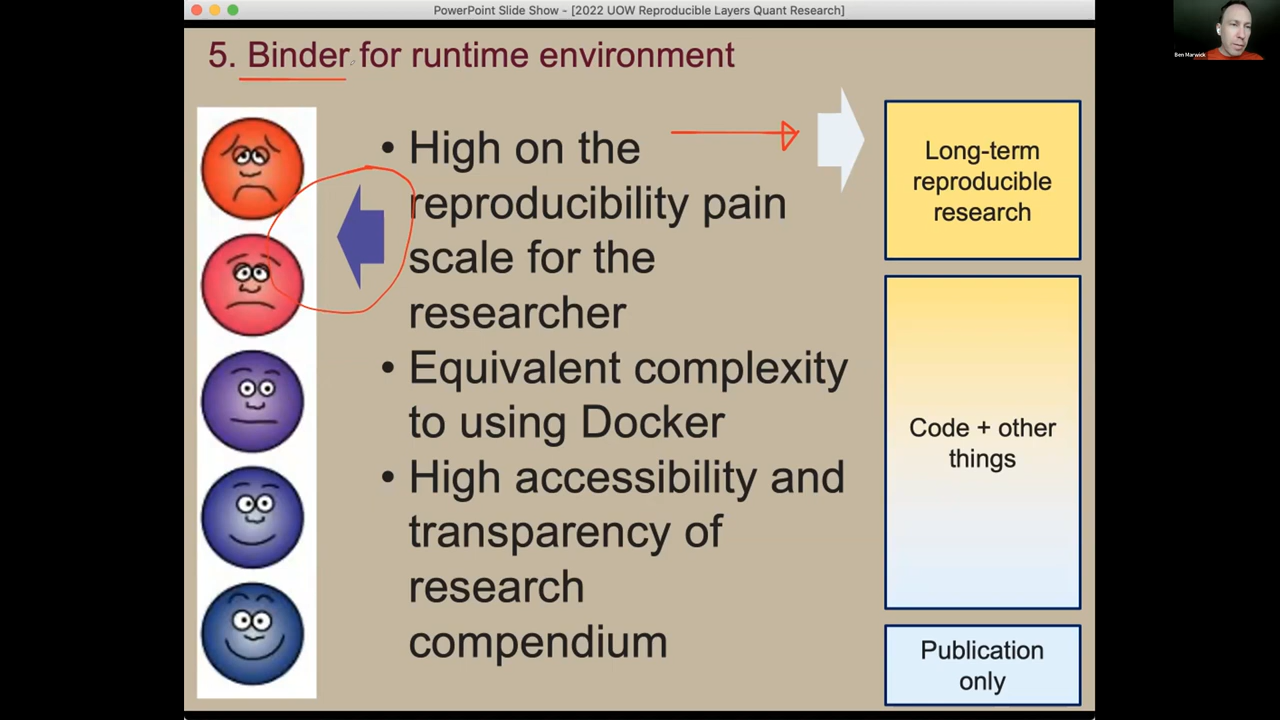 PowerPoint Slide Show - [2022 UOW Reproducible Layers Quant Research]
Ben Marwick
5. Binder for runtime environment
• High on the
reproducibility pain
scale for the
researcher
• Equivalent complexity
to using Docker
• High accessibility and
transparency of
research
compendium
Long-term
reproducible
research
Code + other
things
Publication
only